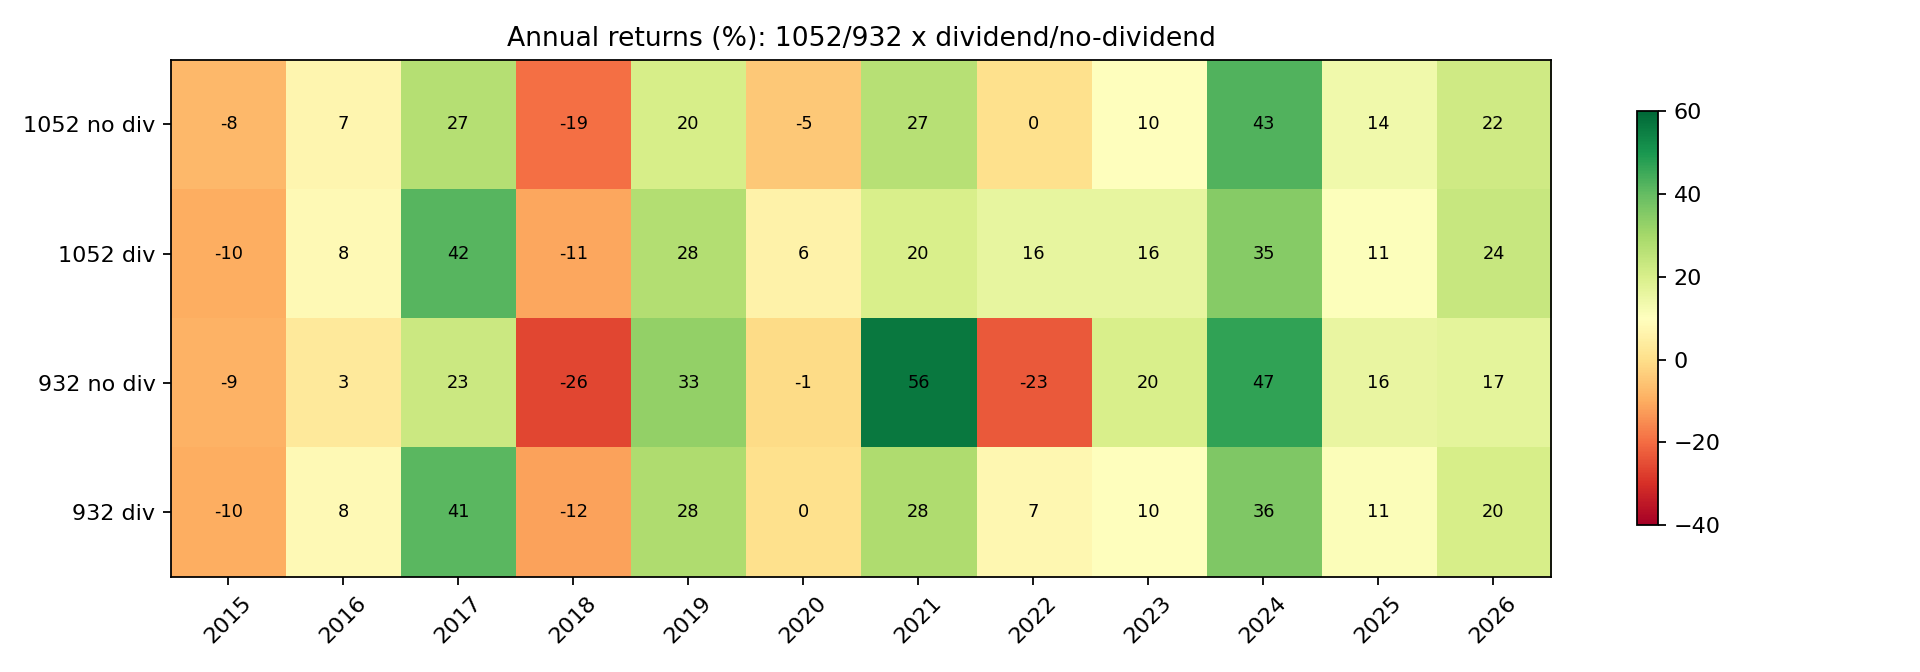 Annual returns (%): 1052/932 x dividend/no-dividend
1052 no div -8 7 27 -19 20 -5 27 0 10 43 14 22
1052 div -10 8 42 -11 28 6 20 16 16 35 11 24
932 no div -9 3 23 -26 33 -1 56 -23 20 47 16 17
932 div -10 8 41 -12 28 0 28 7 10 36 11 20
2015 2016 2017 2018 2019 2020 2021 2022 2023 2024 2025 2026
60
40
20
0
−20
−40